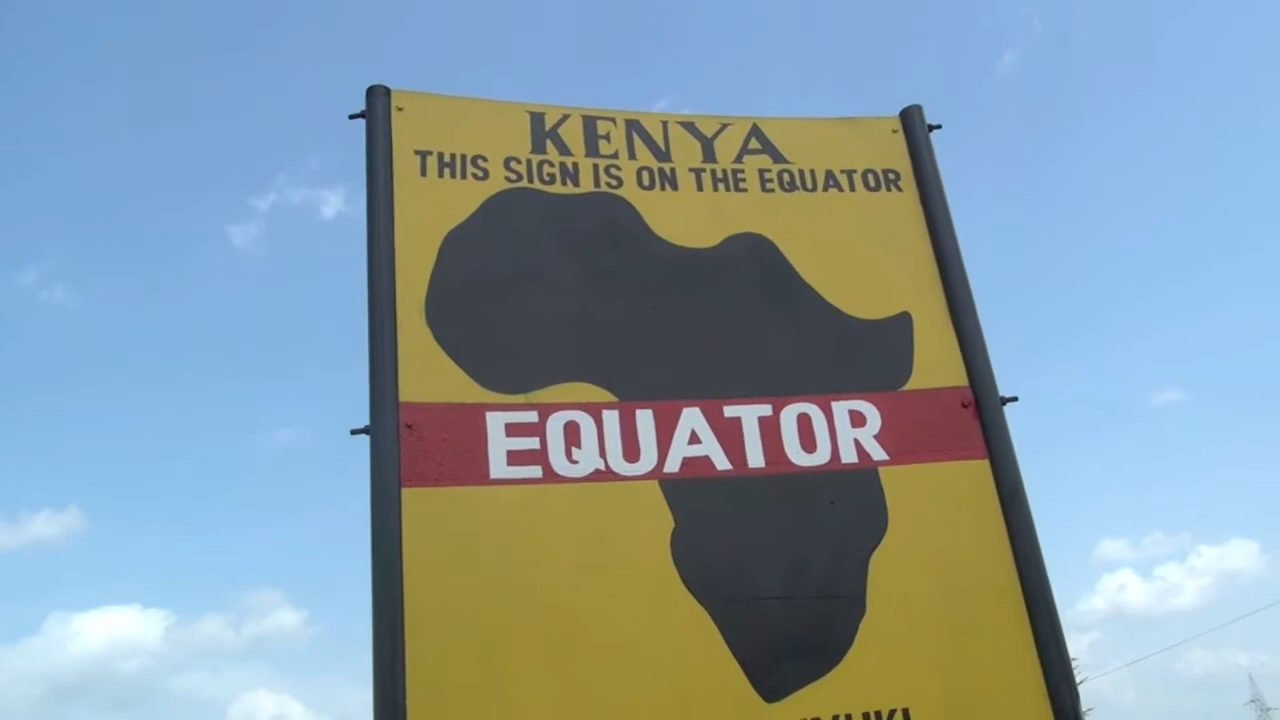 KENYA
THIS SIGN IS ON THE EQUATOR
EQUATOR